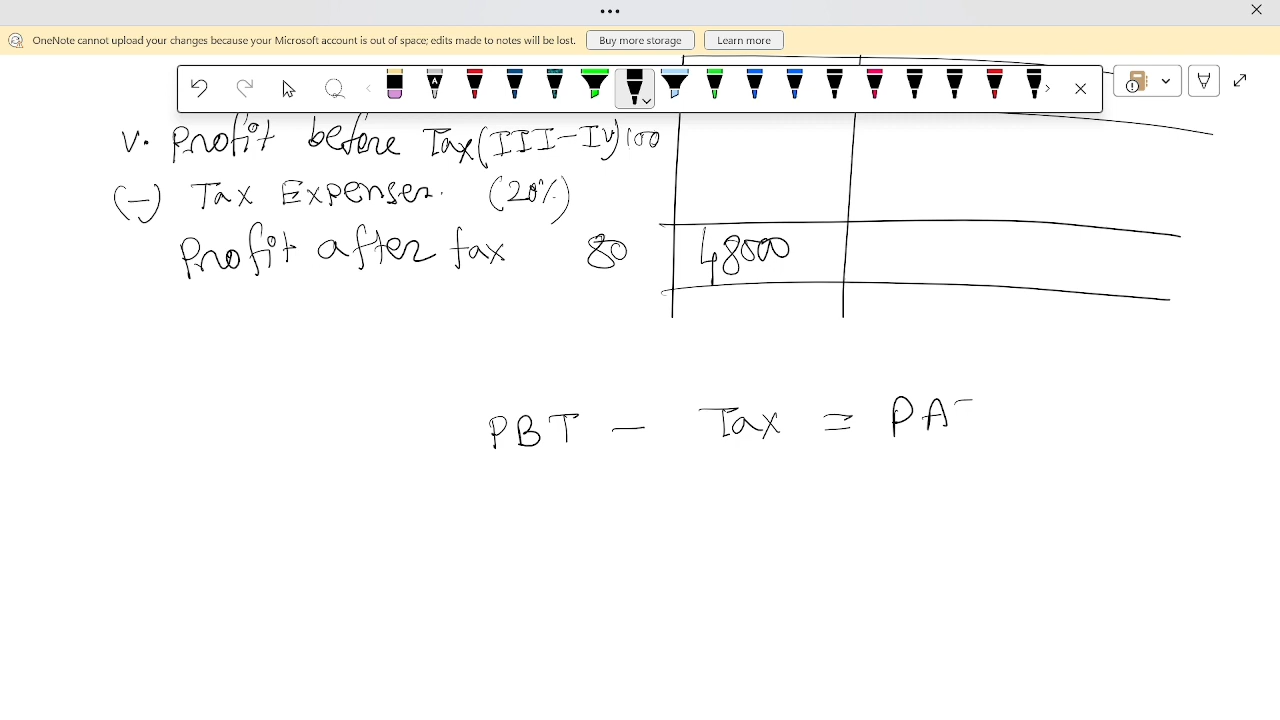 OneNote cannot upload your changes because your Microsoft account is out of space; edits made to notes will be lost. Buy more storage Learn more
V. Profit before Tax (III-IV) 100
(-) Tax Expenses. (20%)
Profit after tax 80 48000
PBT - Tax = PA